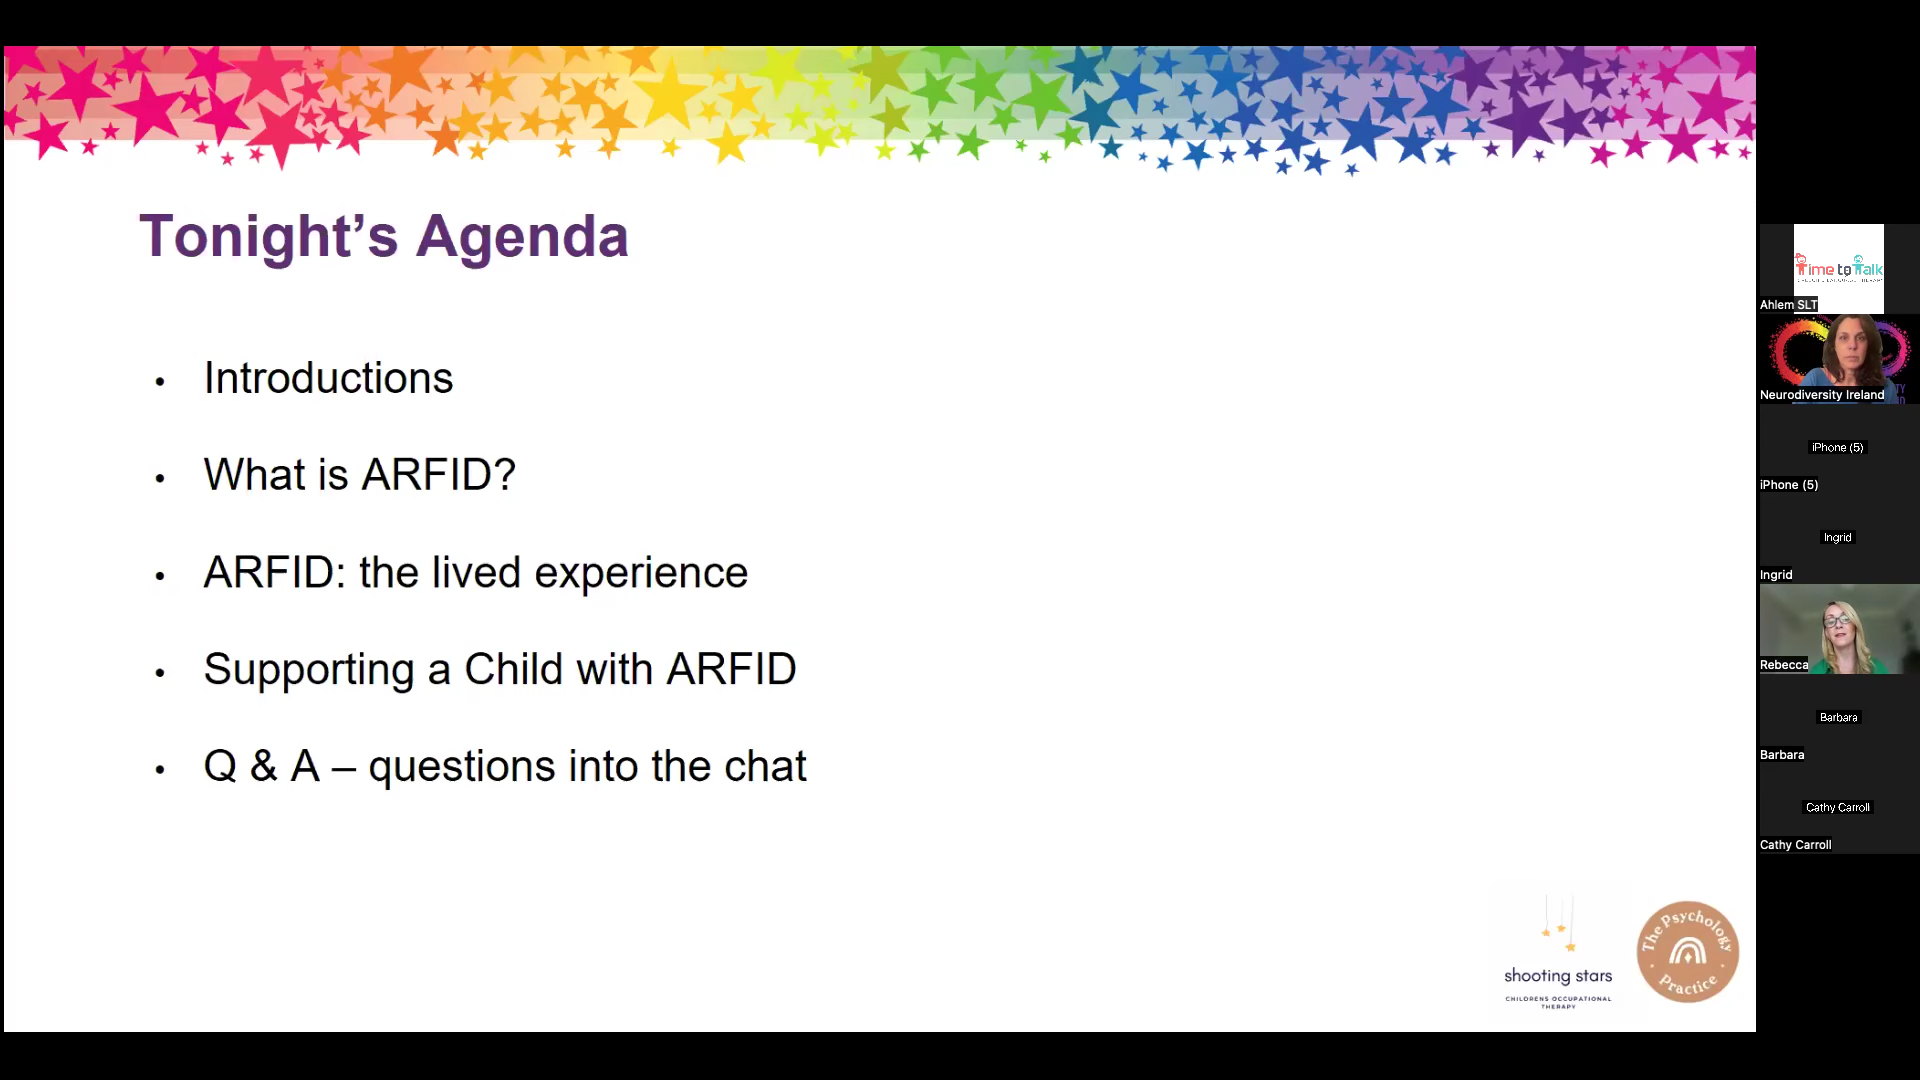 Tonight’s Agenda
• Introductions
• What is ARFID?
• ARFID: the lived experience
• Supporting a Child with ARFID
• Q & A – questions into the chat
shooting stars
CHILDRENS OCCUPATIONAL
THERAPY
The Psychology
Practice
Time to Talk
Ahlem SLT
Neurodiversity Ireland
iPhone (5)
iPhone (5)
Ingrid
Ingrid
Rebecca
Barbara
Barbara
Cathy Carroll
Cathy Carroll